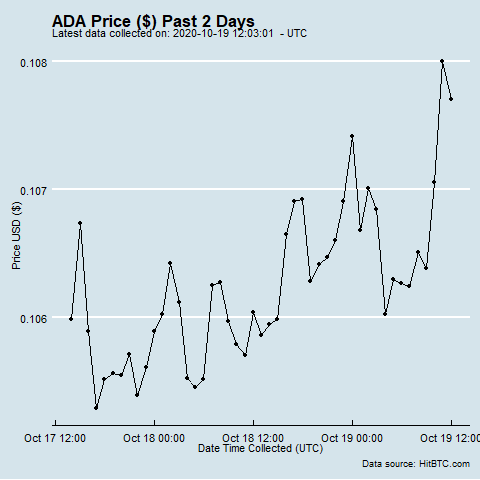 ADA Price ($) Past 2 Days
Latest data collected on: 2020-10-19 12:03:01  - UTC
0.108
0.107
0.106
Price USD ($)
Oct 17 12:00 Oct 18 00:00 Oct 18 12:00 Oct 19 00:00 Oct 19 12:00
Date Time Collected (UTC)
Data source: HitBTC.com